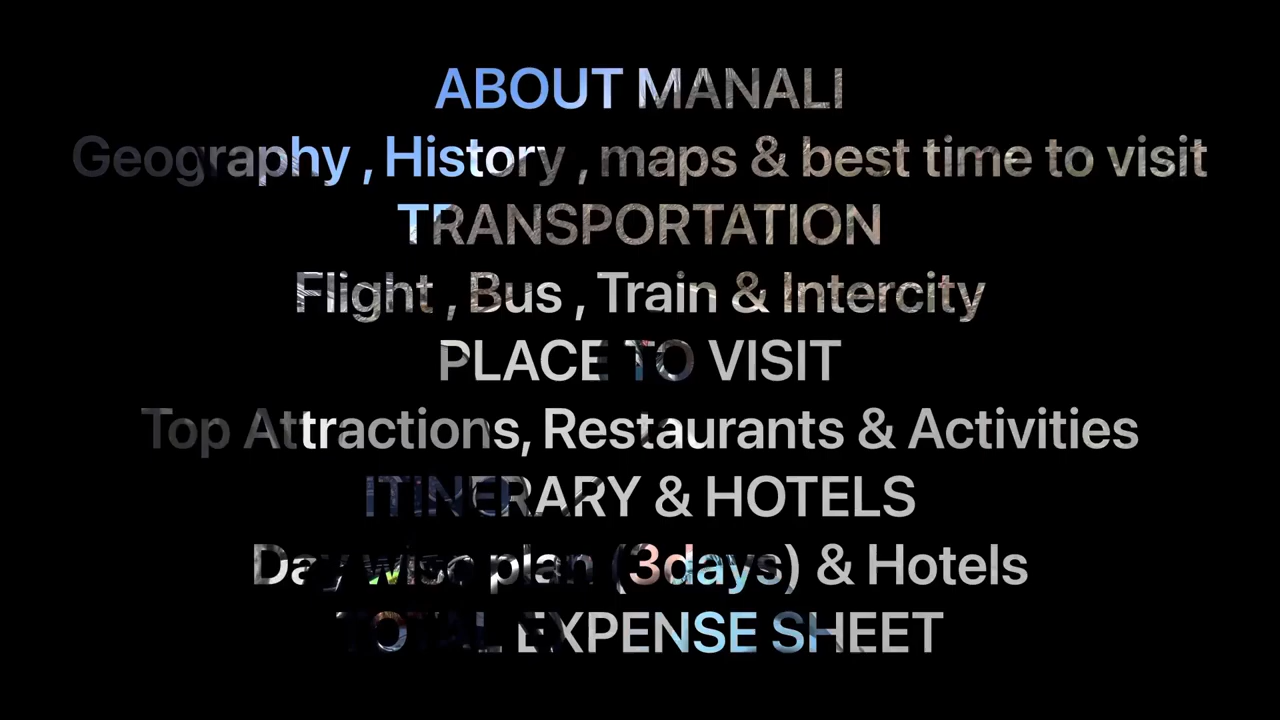 ABOUT MANALI
Geography , History , maps & best time to visit
TRANSPORTATION
Flight , Bus , Train & Intercity
PLACE TO VISIT
Top Attractions, Restaurants & Activities
ITINERARY & HOTELS
Day wise plan (3days) & Hotels
TOTAL EXPENSE SHEET